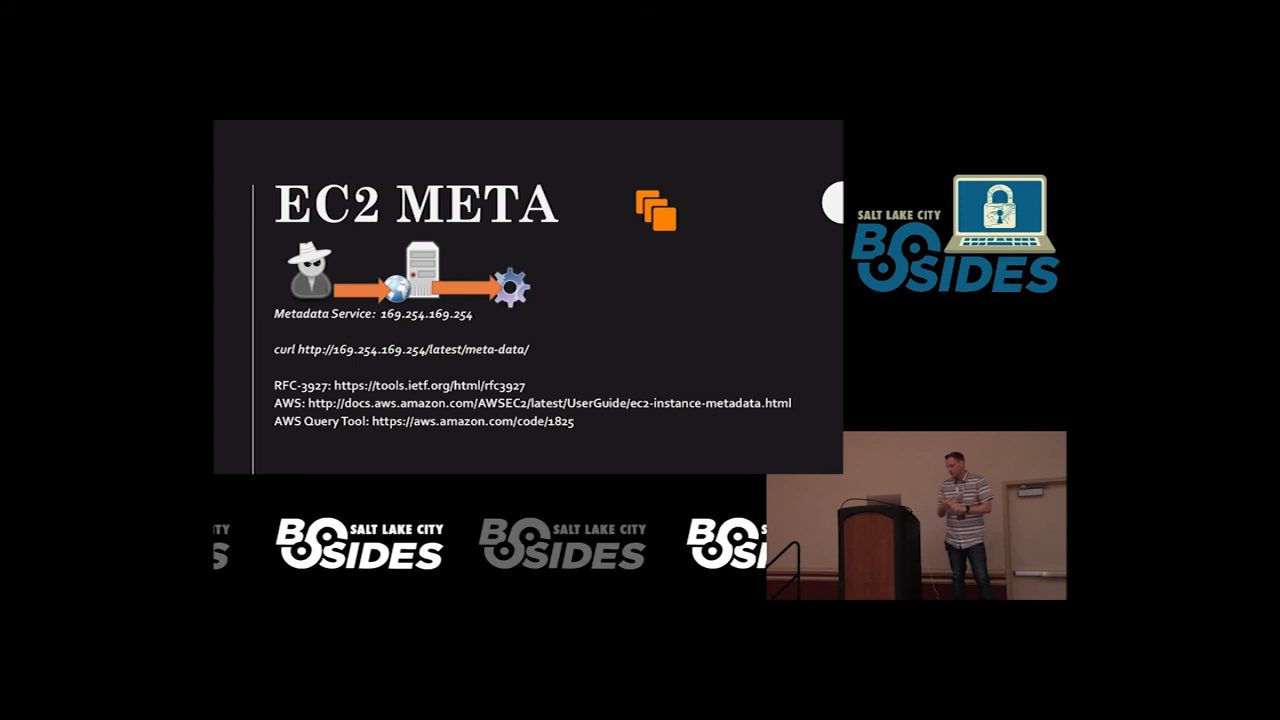 EC2 META
Metadata Service: 169.254.169.254
curl http://169.254.169.254/latest/meta-data/
RFC-3927: https://tools.ietf.org/html/rfc3927
AWS: http://docs.aws.amazon.com/AWSEC2/latest/UserGuide/ec2-instance-metadata.html
AWS Query Tool: https://aws.amazon.com/code/1825
SALT LAKE CITY
BSIDES
TY
S
SALT LAKE CITY
BSIDES
SALT LAKE CITY
BSIDES
S
BSI